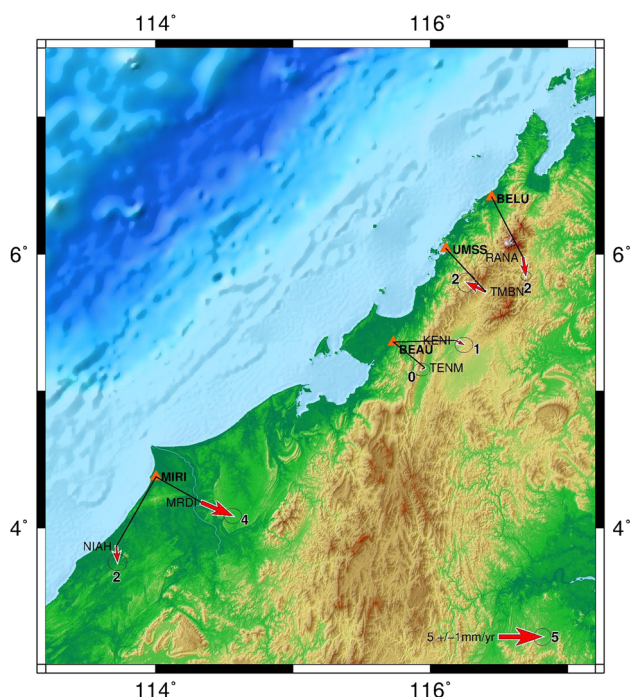 114° 116°
BELU
6° UMSS RANA 6°
2 TMBN 2
KENI 1
BEAU
0 TENM
MIRI
MRDI 4
4° 4°
NIAH
2
5 +/−1mm/yr 5
114° 116°